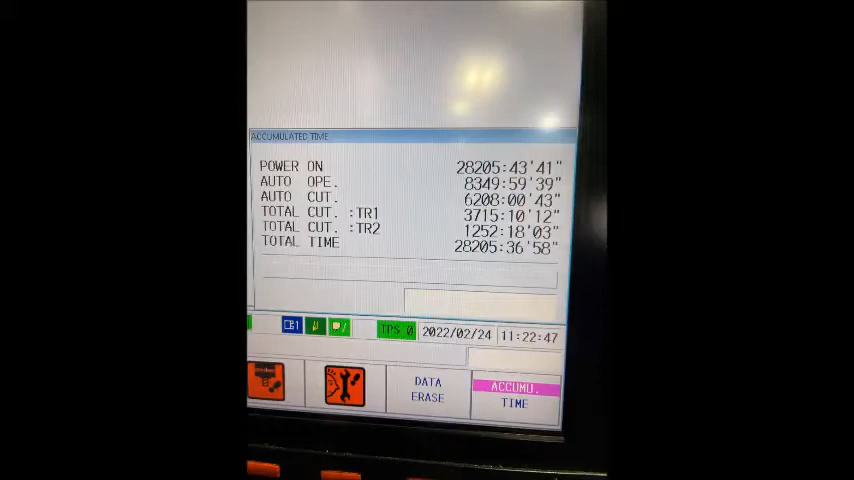 ACCUMULATED TIME
POWER ON 28205:43'41"
AUTO OPE. 8349:59'39"
AUTO CUT. 6208:00'43"
TOTAL CUT. :TR1 3715:10'12"
TOTAL CUT. :TR2 1252:18'03"
TOTAL TIME 28205:36'58"
1 TPS 0 2022/02/24 11:22:47
DATA ERASE
ACCUMU. TIME